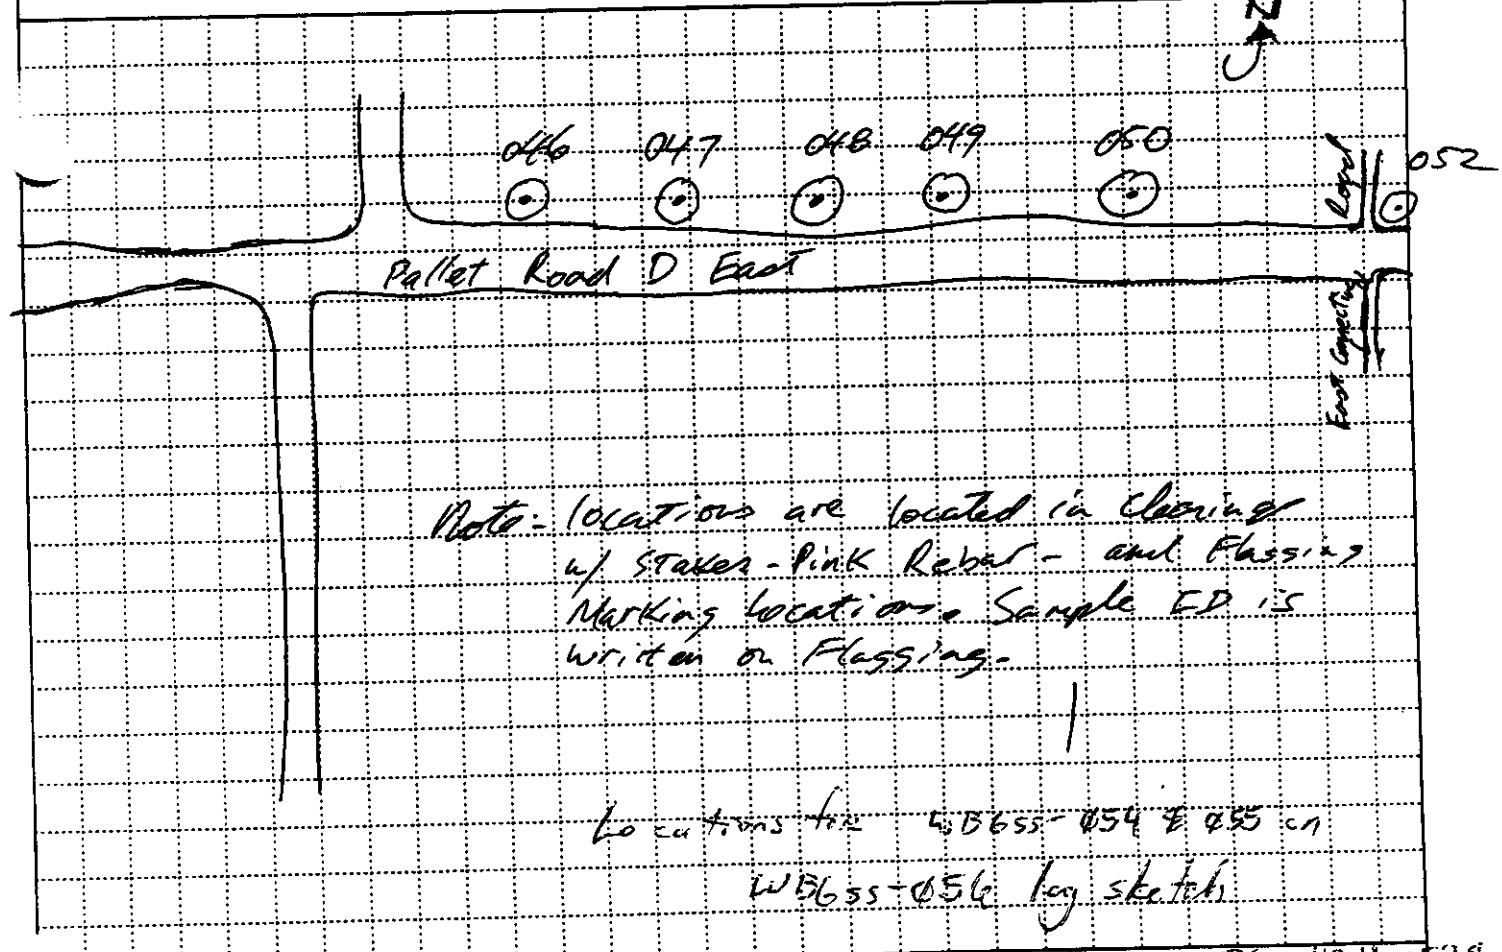 N
046 047 048 049 050
052
Road
Pallet Road D East
East Connecting
Note: locations are located in Clearings
w/ Stakes - Pink Rebar - and Flagging
Marking Locations. Sample ID is
written on Flagging.
Locations for WB6ss-054 & 055 on
WB6ss-056 log sketch